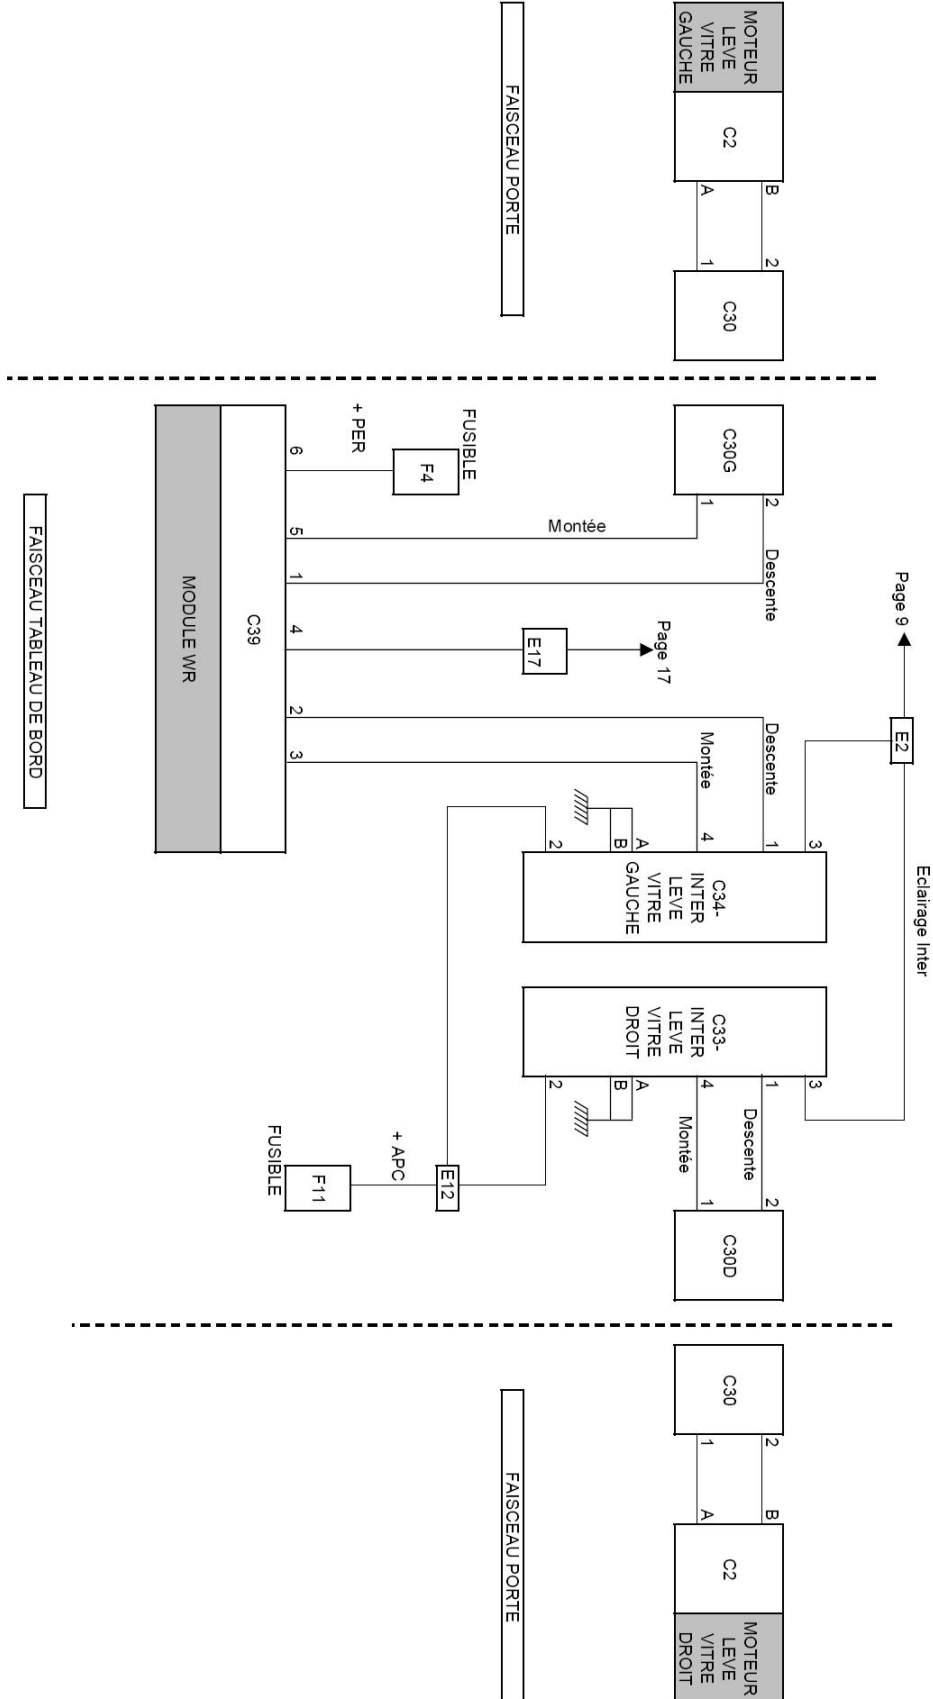 MOTEUR
LEVE
VITRE
GAUCHE
C2
B
A
2
1
C30
FAISCEAU PORTE
C30G
2
1
Descente
Montée
FUSIBLE
F4
+ PER
6
5
1
4
2
3
C39
MODULE WR
FAISCEAU TABLEAU DE BORD
E17
Page 17
Page 9
E2
Eclairage Inter
Descente
Montée
3
1
4
A
B
2
C34-
INTER
LEVE
VITRE
GAUCHE
C33-
INTER
LEVE
VITRE
DROIT
3
1
4
A
B
2
Descente
Montée
2
1
C30D
E12
+ APC
F11
FUSIBLE
C30
2
1
B
A
C2
MOTEUR
LEVE
VITRE
DROIT
FAISCEAU PORTE